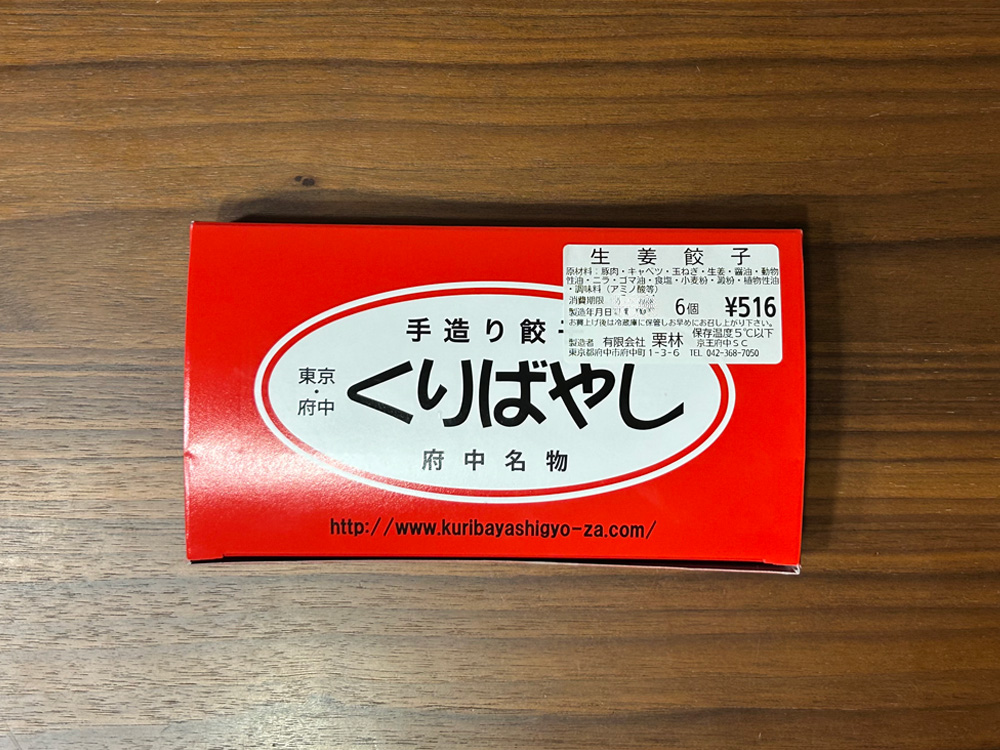 生姜餃子
原材料：豚肉・キャベツ・玉ねぎ・生姜・醤油・動物
性油・ニラ・ゴマ油・食塩・小麦粉・澱粉・植物性油
・調味料（アミノ酸等）
消費期限
製造年月日
6個 ¥516
お買上げ後は冷蔵庫に保管しお早めにお召し上がり下さい。
保存温度5℃以下
製造者 有限会社 栗林 京王府中SC
東京都府中市府中町1-3-6 TEL 042-368-7050
手造り餃
東京・府中
くりばやし
府中名物
http://www.kuribayashigyo-za.com/